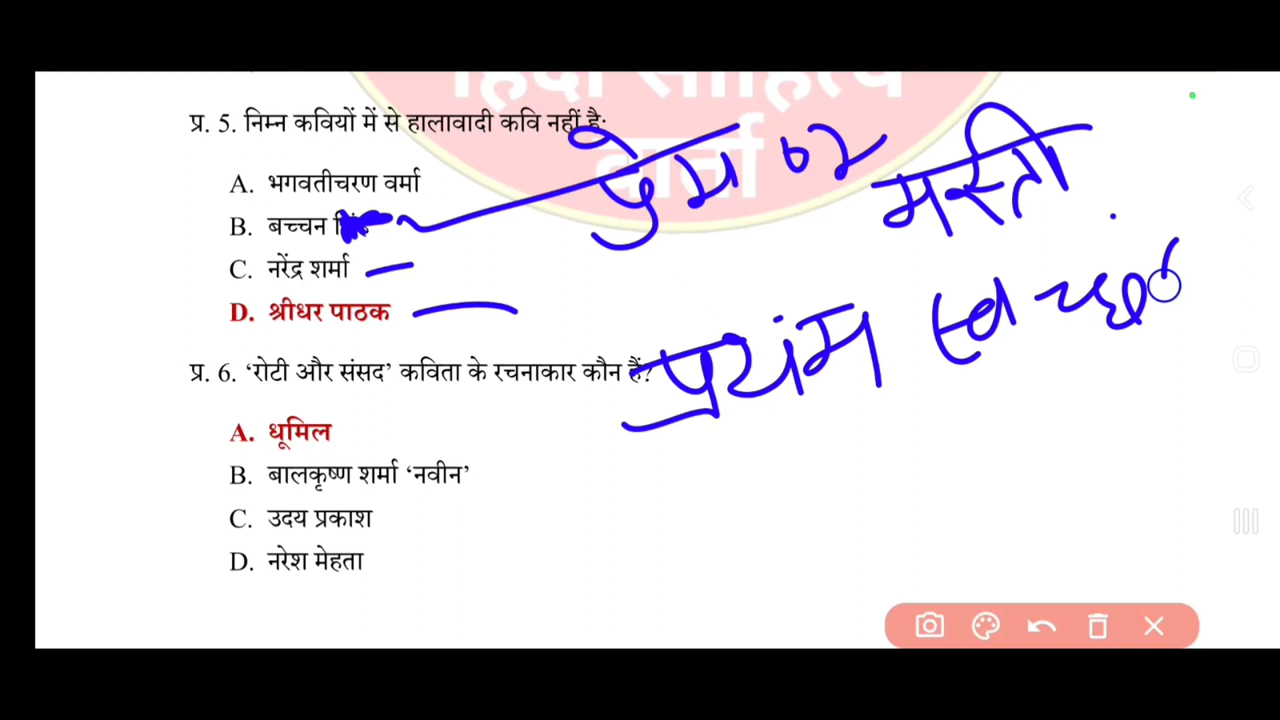 हिंदी साहित्य
वार्ता
प्र. 5. निम्न कवियों में से हालावादी कवि नहीं है:
A. भगवतीचरण वर्मा
B. बच्चन
C. नरेंद्र शर्मा
D. श्रीधर पाठक
प्रेम और मस्ती
प्रथम
प्र. 6. ‘रोटी और संसद’ कविता के रचनाकार कौन हैं?
A. धूमिल
B. बालकृष्ण शर्मा ‘नवीन’
C. उदय प्रकाश
D. नरेश मेहता